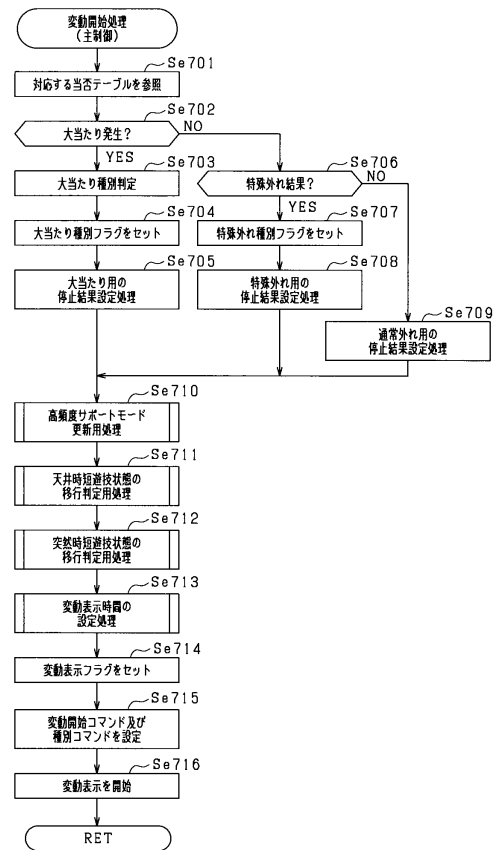 変動開始処理
(主制御)
Se701
対応する当否テーブルを参照
Se702
大当たり発生?
NO
YES
Se703
大当たり種別判定
Se704
大当たり種別フラグをセット
Se705
大当たり用の
停止結果設定処理
Se706
特殊外れ結果?
NO
YES
Se707
特殊外れ種別フラグをセット
Se708
特殊外れ用の
停止結果設定処理
Se709
通常外れ用の
停止結果設定処理
Se710
高頻度サポートモード
更新用処理
Se711
天井時短遊技状態の
移行判定用処理
Se712
突然時短遊技状態の
移行判定用処理
Se713
変動表示時間の
設定処理
Se714
変動表示フラグをセット
Se715
変動開始コマンド及び
種別コマンドを設定
Se716
変動表示を開始
RET